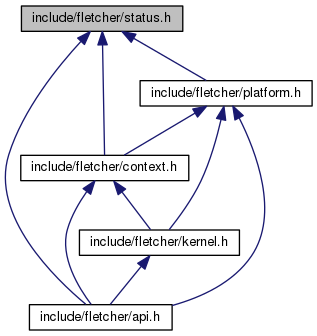 include/fletcher/status.h
include/fletcher/platform.h
include/fletcher/context.h
include/fletcher/kernel.h
include/fletcher/api.h